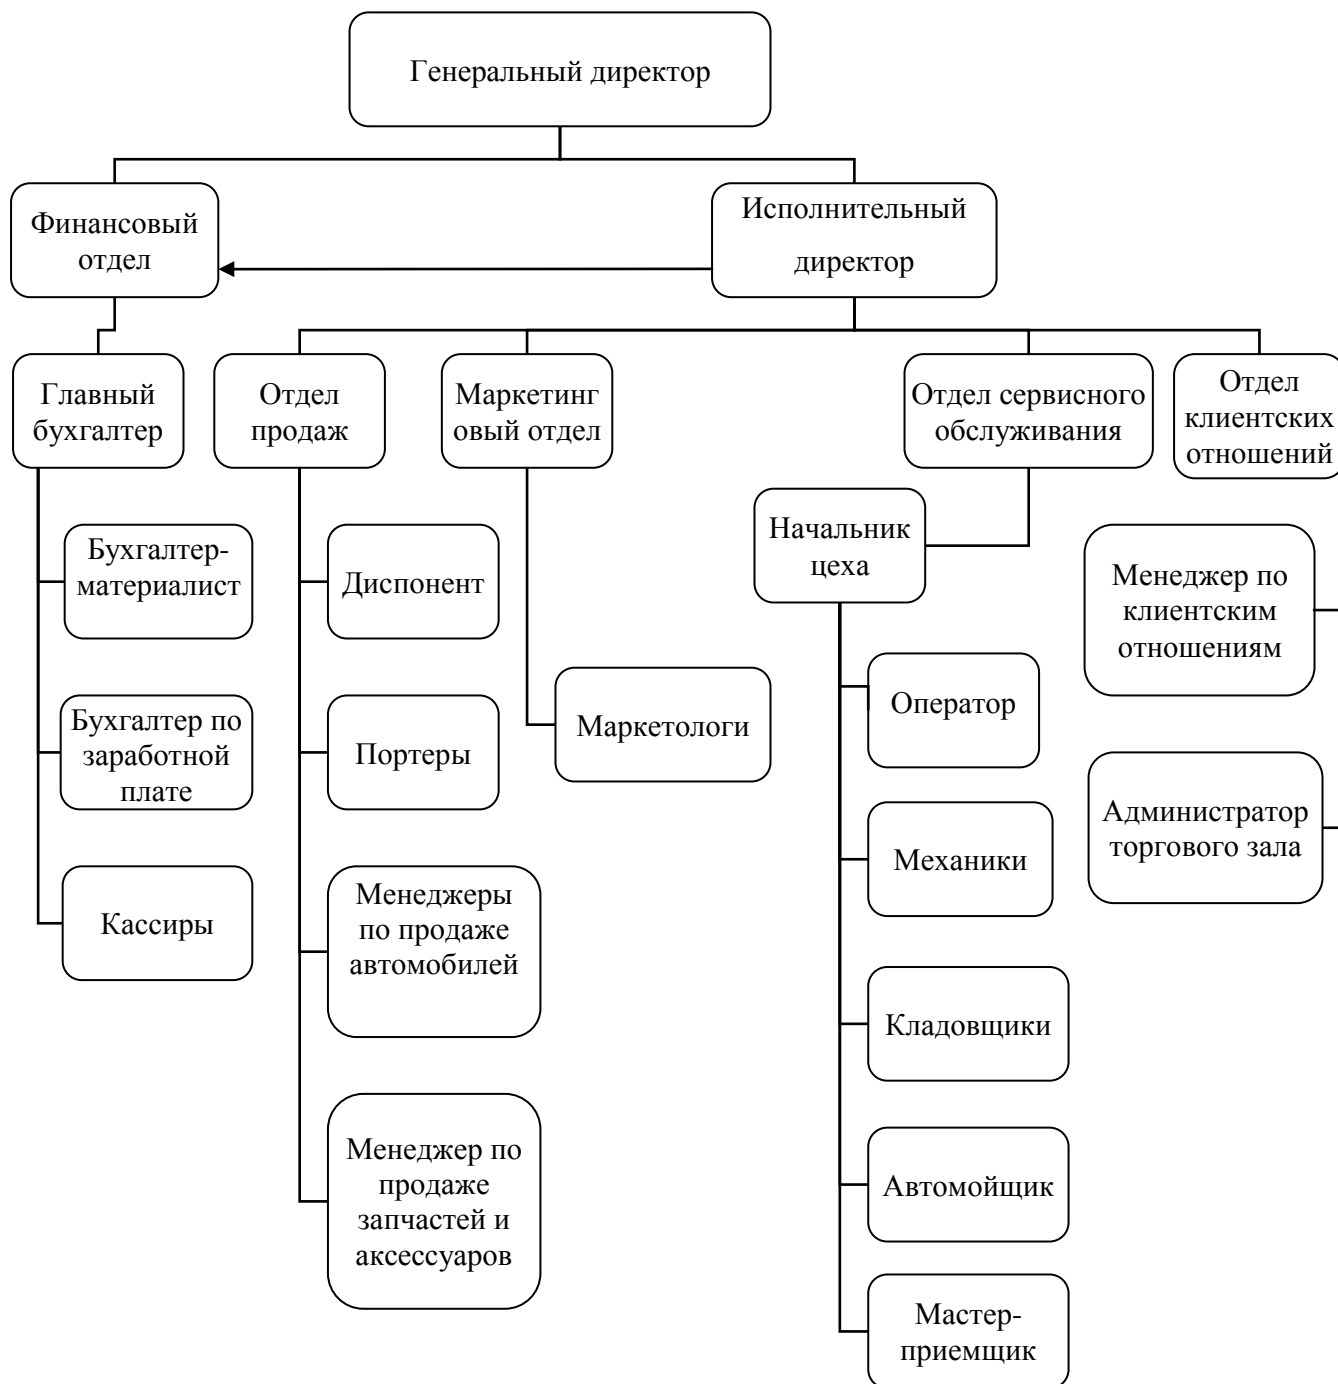 Генеральный директор
Финансовый
отдел
Исполнительный
директор
Главный
бухгалтер
Отдел
продаж
Маркетинг
овый отдел
Отдел сервисного
обслуживания
Отдел
клиентских
отношений
Бухгалтер-
материалист
Бухгалтер по
заработной
плате
Кассиры
Диспонент
Портеры
Менеджеры
по продаже
автомобилей
Менеджер по
продаже
запчастей и
аксессуаров
Маркетологи
Начальник
цеха
Оператор
Механики
Кладовщики
Автомойщик
Мастер-
приемщик
Менеджер по
клиентским
отношениям
Администратор
торгового зала